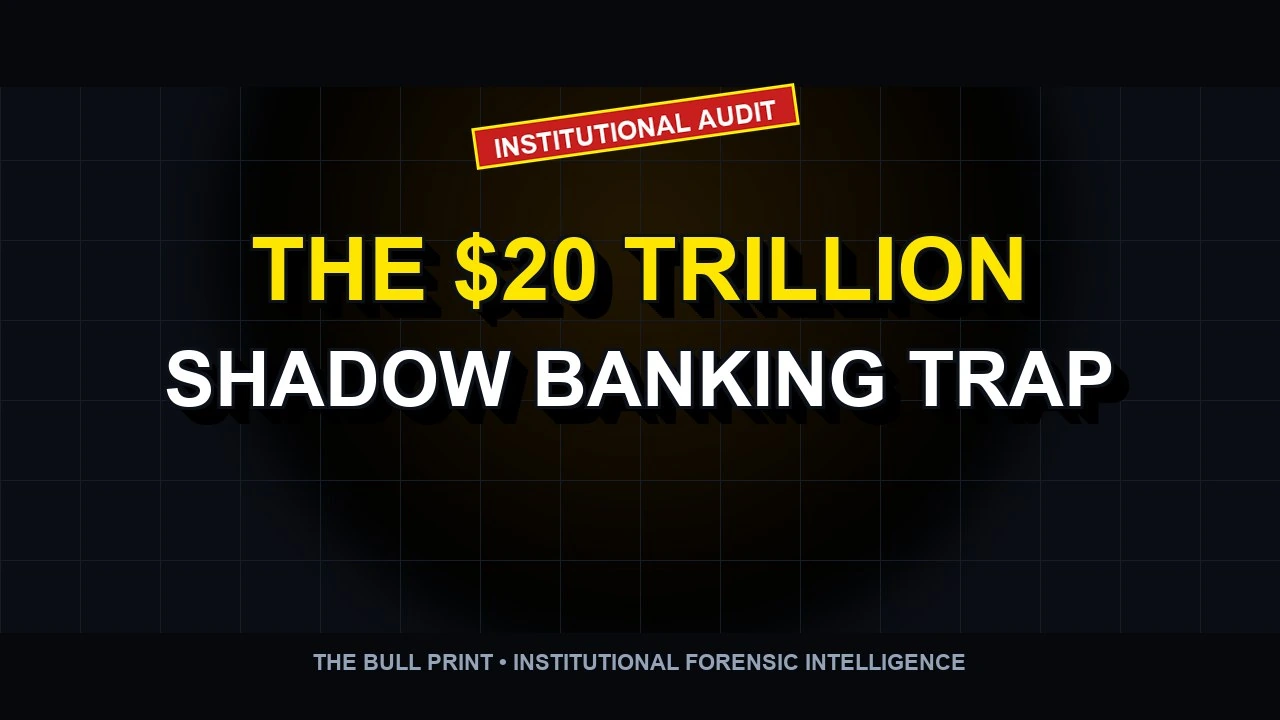 INSTITUTIONAL AUDIT
THE $20 TRILLION
SHADOW BANKING TRAP
THE BULL PRINT • INSTITUTIONAL FORENSIC INTELLIGENCE